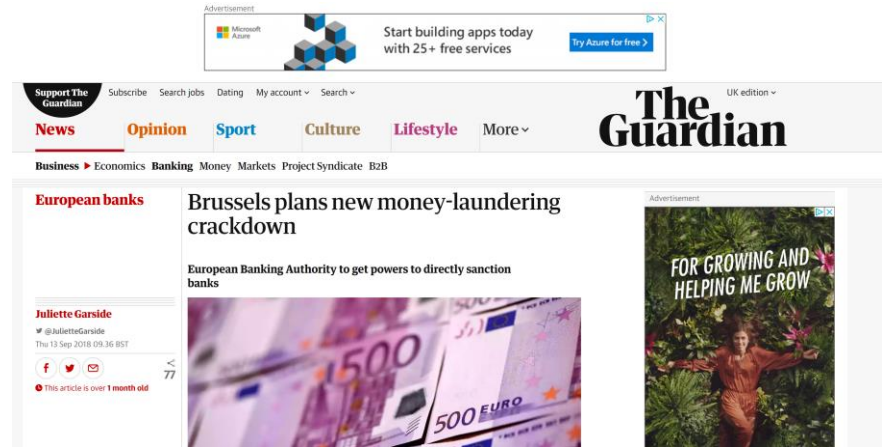 Advertisement
Microsoft
Azure
Start building apps today
with 25+ free services
Try Azure for free
Support The
Guardian
Subscribe Search jobs Dating My account Search
UK edition
The
Guardian
News Opinion Sport Culture Lifestyle More
Business Economics Banking Money Markets Project Syndicate B2B
European banks
Brussels plans new money-laundering
crackdown
European Banking Authority to get powers to directly sanction
banks
Juliette Garside
@JulietteGarside
Thu 13 Sep 2018 09.36 BST
77
This article is over 1 month old
500
500 EURO
Advertisement
FOR GROWING AND
HELPING ME GROW